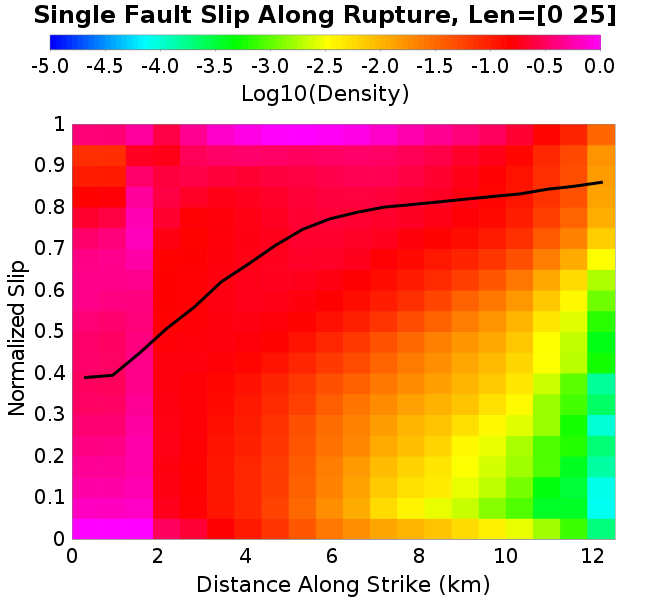 Single Fault Slip Along Rupture, Len=[0 25]
-5.0 -4.5 -4.0 -3.5 -3.0 -2.5 -2.0 -1.5 -1.0 -0.5 0.0
Log10(Density)
1
0.9
0.8
0.7
0.6
0.5
0.4
0.3
0.2
0.1
0
Normalized Slip
0 2 4 6 8 10 12
Distance Along Strike (km)